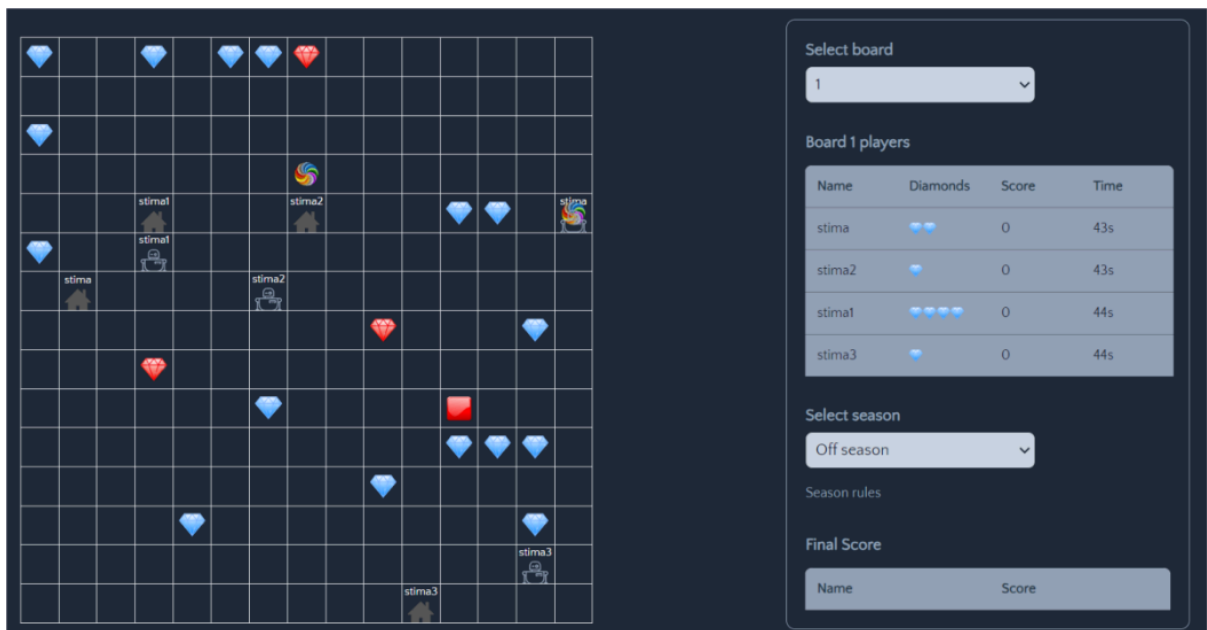 Select board
1
Board 1 players
Name Diamonds Score Time
stima 0 43s
stima2 0 43s
stima1 0 44s
stima3 0 44s
Select season
Off season
Season rules
Final Score
Name Score
stima1 stima2 stima
stima1
stima stima2
stima3
stima3